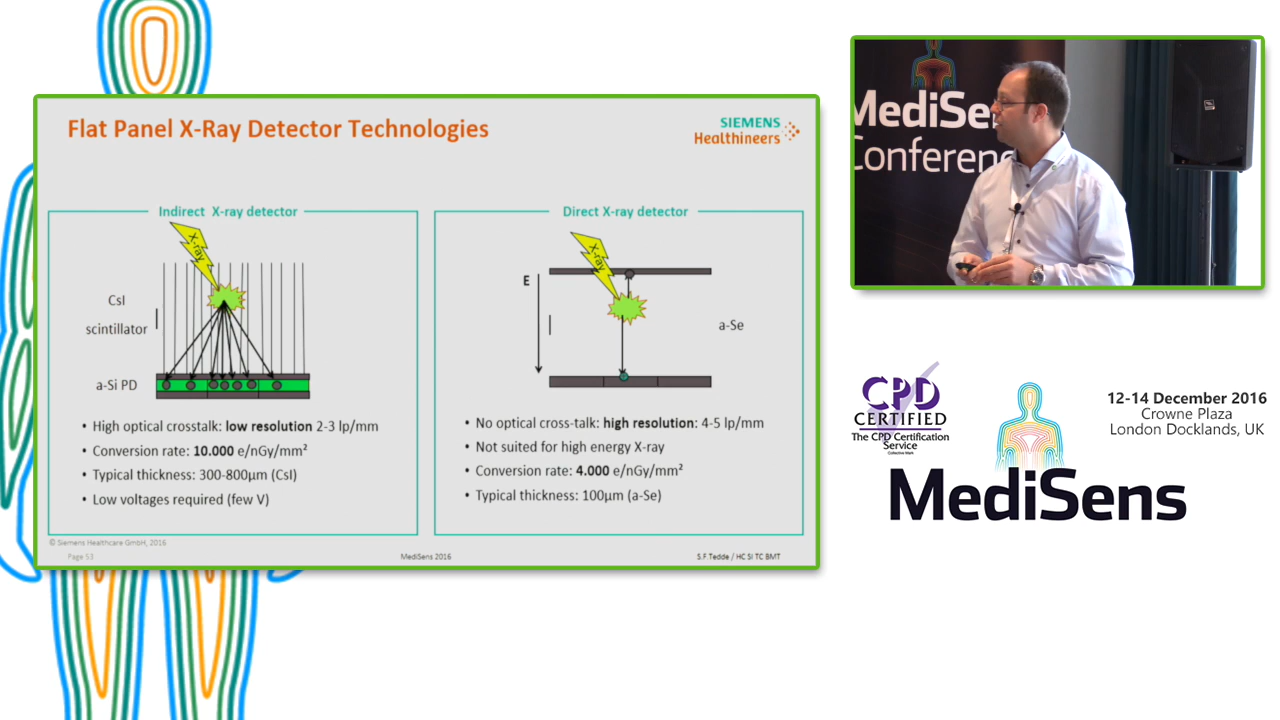 Flat Panel X-Ray Detector Technologies
SIEMENS
Healthineers
Indirect X-ray detector
X-ray
CsI
scintillator
a-Si PD
• High optical crosstalk: low resolution 2-3 lp/mm
• Conversion rate: 10.000 e/nGy/mm²
• Typical thickness: 300-800µm (CsI)
• Low voltages required (few V)
Direct X-ray detector
X-ray
E
a-Se
• No optical cross-talk: high resolution: 4-5 lp/mm
• Not suited for high energy X-ray
• Conversion rate: 4.000 e/nGy/mm²
• Typical thickness: 100µm (a-Se)
© Siemens Healthcare GmbH, 2016
Page 53
MediSens 2016
S.F.Tedde / HC SI TC BMT
MediSe
Conferenc
CPD
CERTIFIED
The CPD Certification
Service
Collective Mark
12-14 December 2016
Crowne Plaza
London Docklands, UK
MediSens